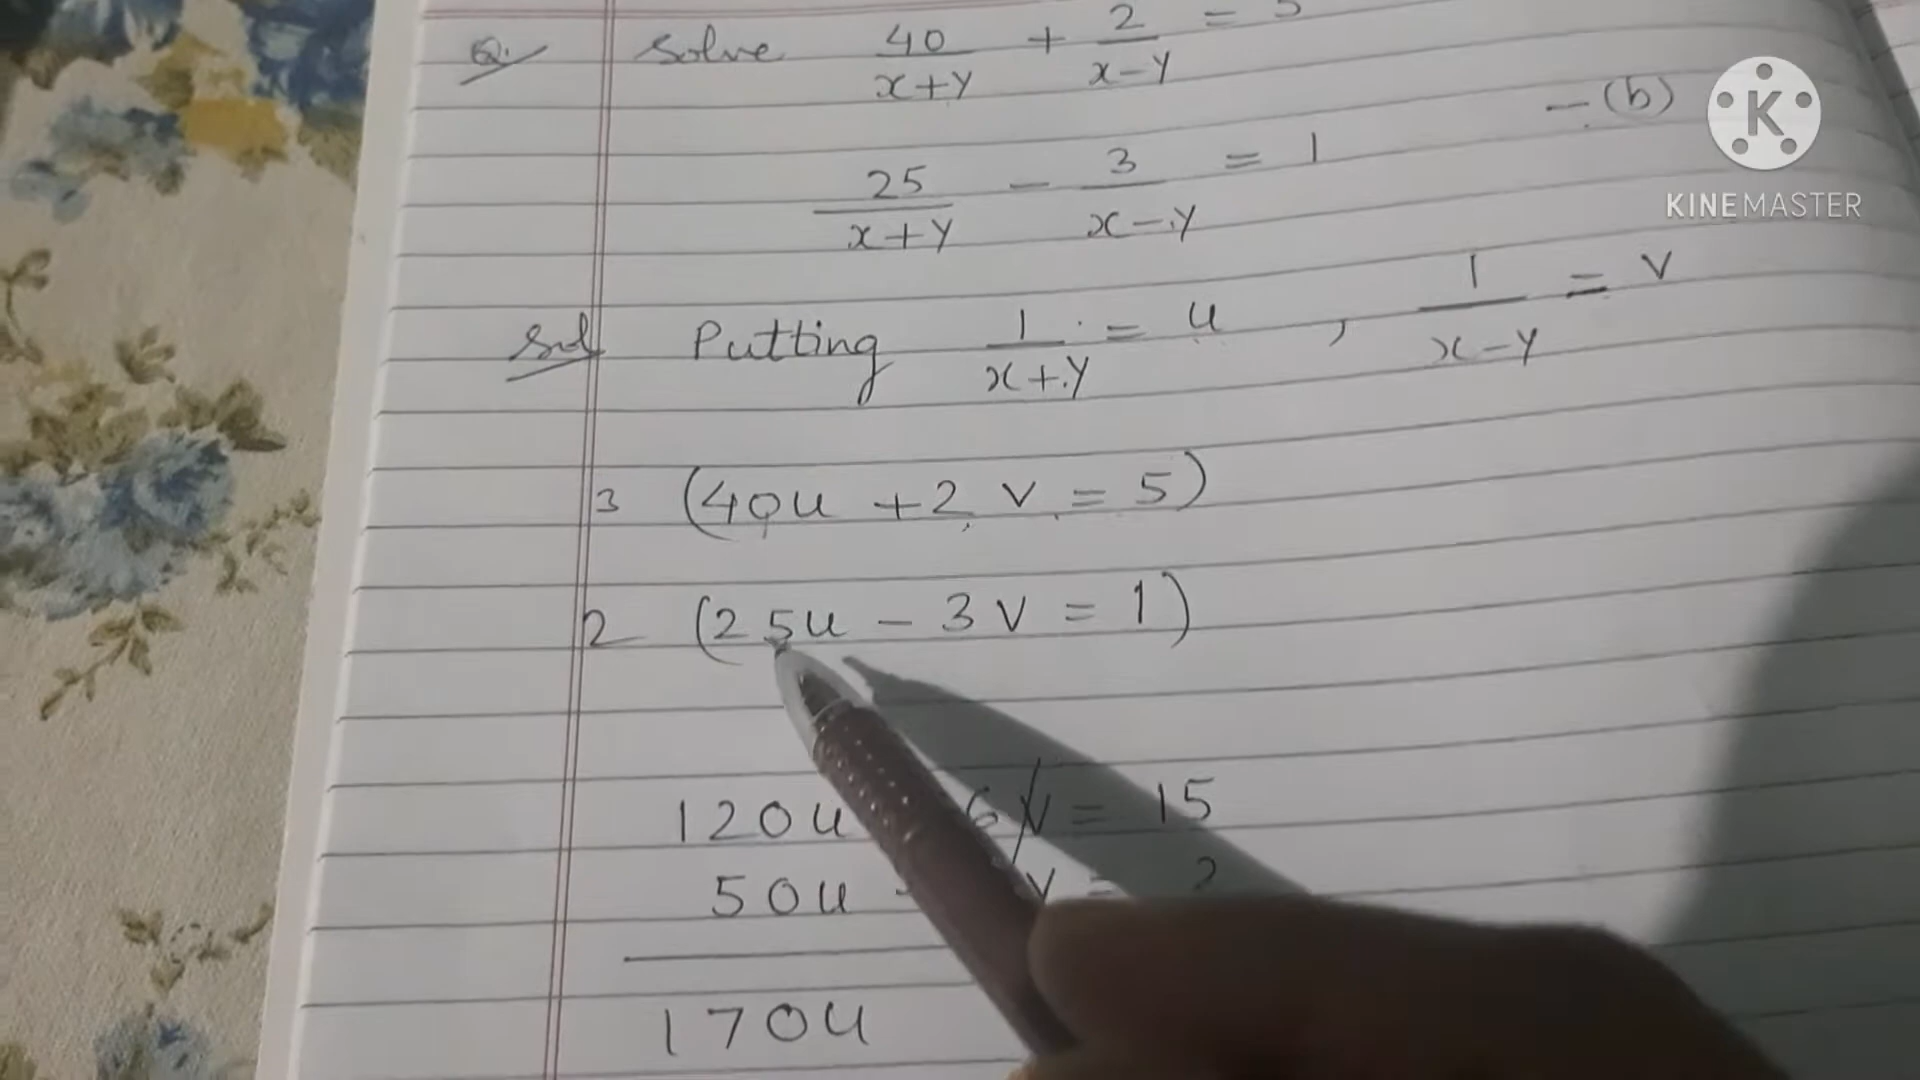 Q. Solve 40/(x+y) + 2/(x-y) = 5
-(b)
25/(x+y) - 3/(x-y) = 1
KINEMASTER
Sol Putting 1/(x+y) = u , 1/(x-y) = v
3 (40u + 2v = 5)
2 (25u - 3v = 1)
120u 6v = 15
50u - v = 2
170u